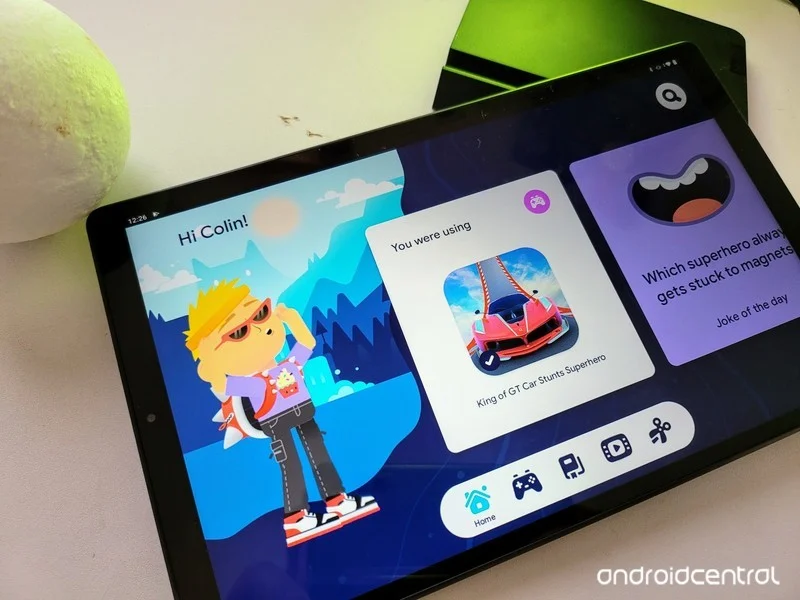 12:26
Hi Colin!
You were using
King of GT Car Stunts Superhero
Which superhero always
gets stuck to magnets
Joke of the day
Home
androidcentral